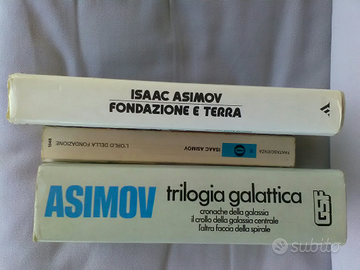 ISAAC ASIMOV
FONDAZIONE E TERRA
L'ORLO DELLA FONDAZIONE
ISAAC ASIMOV
FANTASCIENZA
ASIMOV
trilogia galattica
cronache della galassia
il crollo della galassia centrale
l'altra faccia della spirale
subito